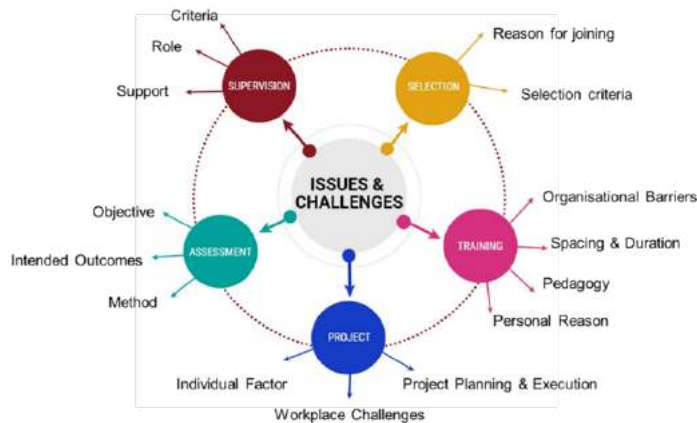 Criteria
Role
Support
SUPERVISION
Reason for joining
Selection criteria
SELECTION
ISSUES &
CHALLENGES
Objective
Intended Outcomes
Method
ASSESSMENT
Organisational Barriers
Spacing & Duration
Pedagogy
Personal Reason
TRAINING
PROJECT
Individual Factor
Workplace Challenges
Project Planning & Execution